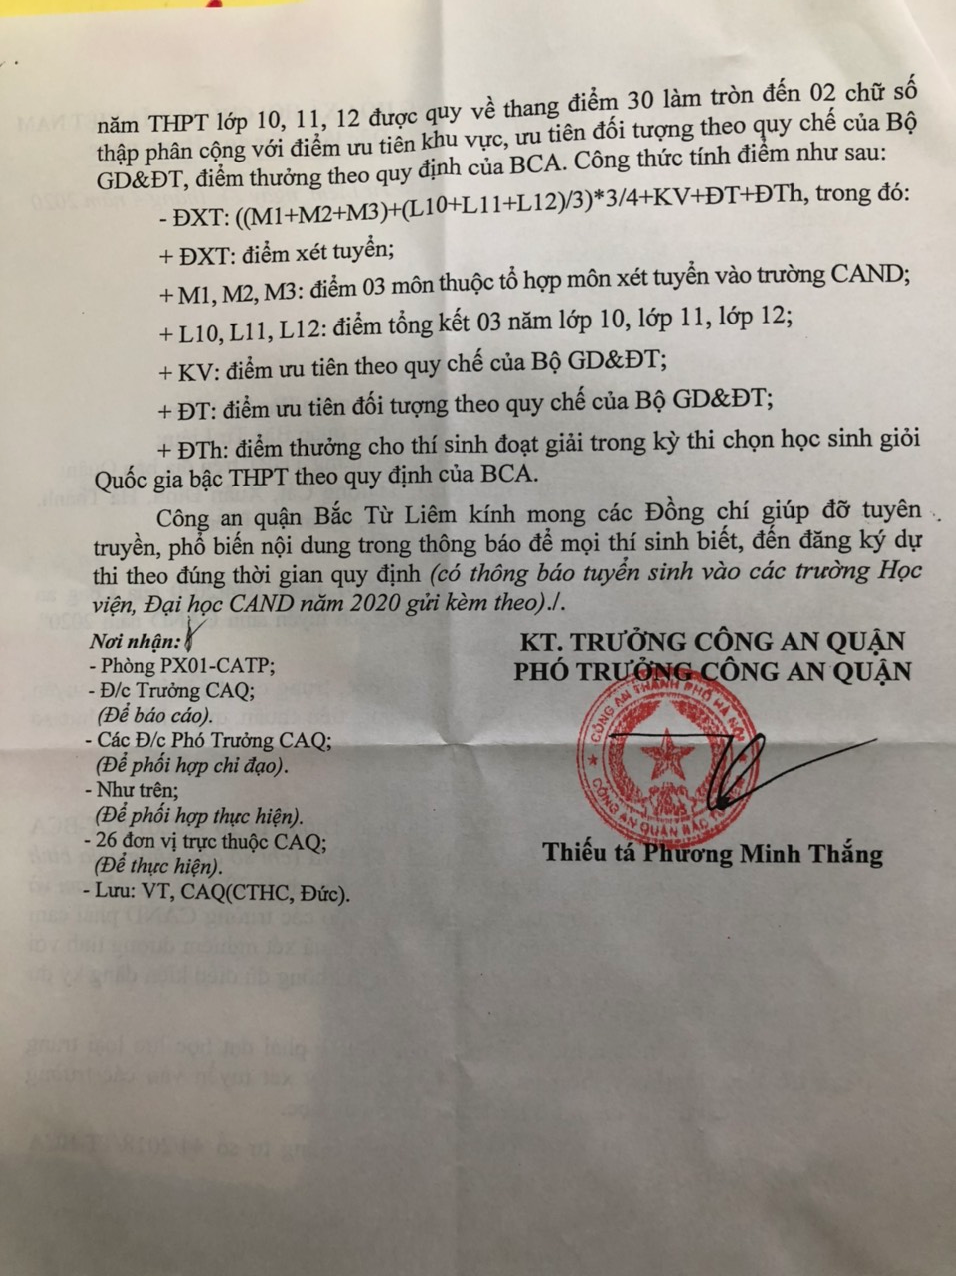 năm THPT lớp 10, 11, 12 được quy về thang điểm 30 làm tròn đến 02 chữ số
thập phân cộng với điểm ưu tiên khu vực, ưu tiên đối tượng theo quy chế của Bộ
GD&ĐT, điểm thưởng theo quy định của BCA. Công thức tính điểm như sau:
- ĐXT: ((M1+M2+M3)+(L10+L11+L12)/3)*3/4+KV+ĐT+ĐTh, trong đó:
+ ĐXT: điểm xét tuyển;
+ M1, M2, M3: điểm 03 môn thuộc tổ hợp môn xét tuyển vào trường CAND;
+ L10, L11, L12: điểm tổng kết 03 năm lớp 10, lớp 11, lớp 12;
+ KV: điểm ưu tiên theo quy chế của Bộ GD&ĐT;
+ ĐT: điểm ưu tiên đối tượng theo quy chế của Bộ GD&ĐT;
+ ĐTh: điểm thưởng cho thí sinh đoạt giải trong kỳ thi chọn học sinh giỏi
Quốc gia bậc THPT theo quy định của BCA.
Công an quận Bắc Từ Liêm kính mong các Đồng chí giúp đỡ tuyên
truyền, phổ biến nội dung trong thông báo để mọi thí sinh biết, đến đăng ký dự
thi theo đúng thời gian quy định (có thông báo tuyển sinh vào các trường Học
viện, Đại học CAND năm 2020 gửi kèm theo)./.
Nơi nhận:
- Phòng PX01-CATP;
- Đ/c Trưởng CAQ;
(Để báo cáo).
- Các Đ/c Phó Trưởng CAQ;
(Để phối hợp chỉ đạo).
- Như trên;
(Để phối hợp thực hiện).
- 26 đơn vị trực thuộc CAQ;
(Để thực hiện).
- Lưu: VT, CAQ(CTHC, Đức).
KT. TRƯỞNG CÔNG AN QUẬN
PHÓ TRƯỞNG CÔNG AN QUẬN
CÔNG AN THÀNH PHỐ HÀ NỘI
CÔNG AN QUẬN BẮC TỪ
Thiếu tá Phương Minh Thắng